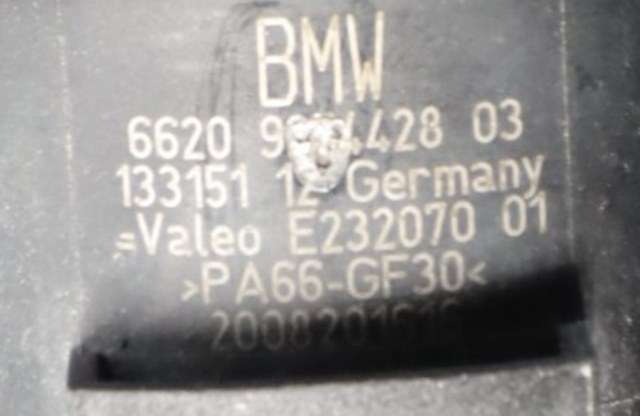 BMW
6620 03
133151 12 Germany
Valeo E232070 01
>PA66-GF30<